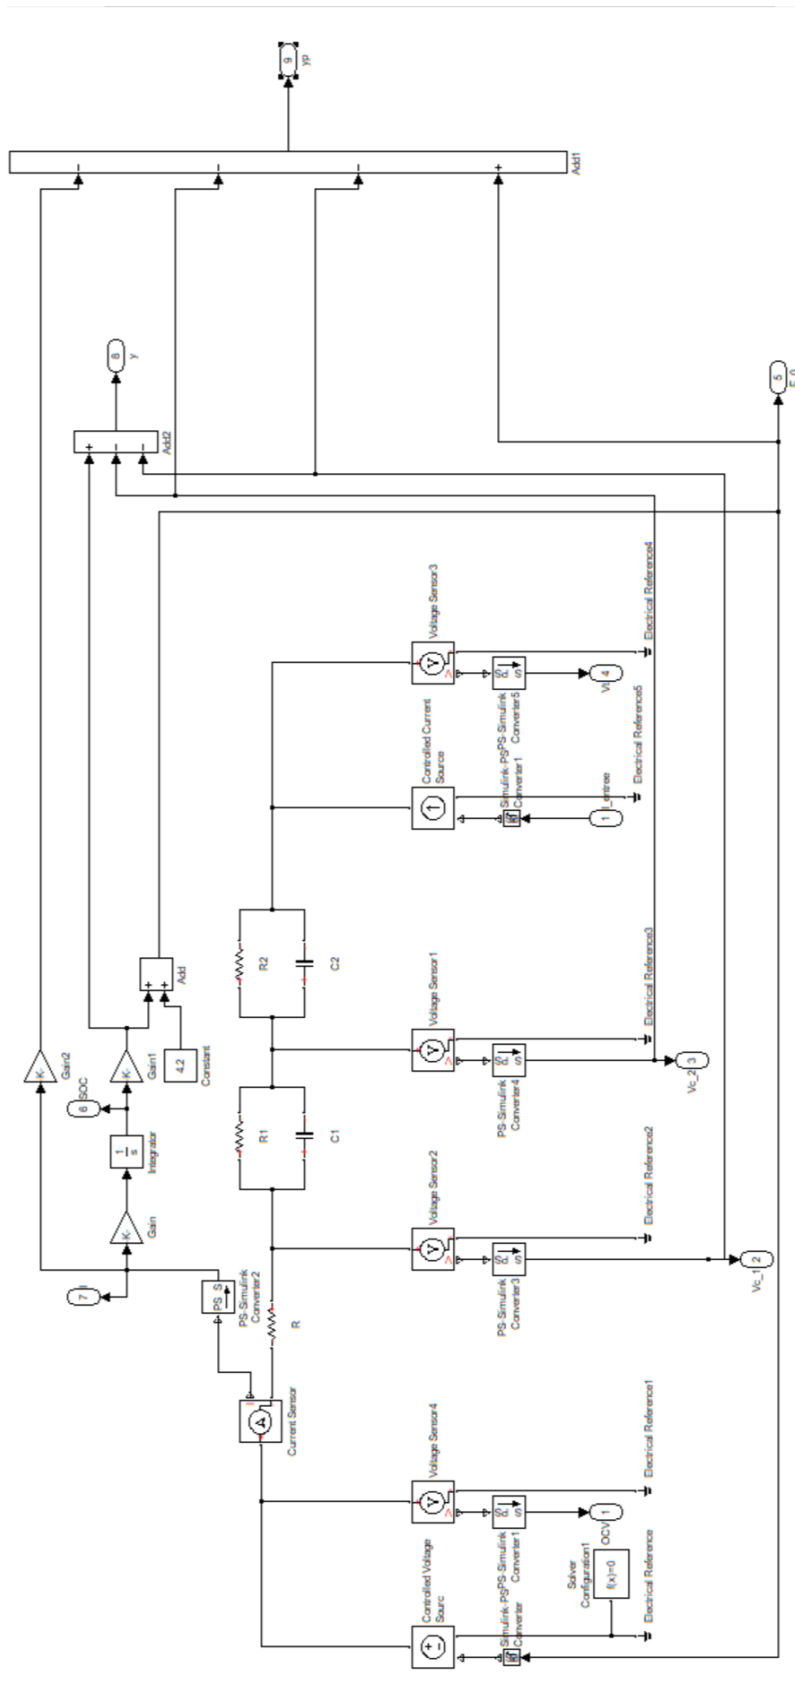 9
yp
Add1
8
y
Add2
5
E_0
Voltage Sensor3
V
PS-Simulink
Converter5
4
Electrical Reference4
Controlled Current
Source
Simulink-PS
Converter1
1
I_entree
Electrical Reference5
R2
C2
Add
4.2
Constant
K-
Gain2
K-
Gain1
6
SOC
1
s
Integrator
K-
Gain
7
I
PS S
PS-Simulink
Converter2
R1
C1
Voltage Sensor1
V
PS-Simulink
Converter4
Electrical Reference3
Vc_2
3
Voltage Sensor2
V
PS-Simulink
Converter3
Electrical Reference2
Vc_1
2
R
A
Current Sensor
Voltage Sensor4
V
PS-Simulink
Converter1
OCV
1
Electrical Reference1
Controlled Voltage
Sourc
Simulink-PS
Converter
Solver
Configuration1
f(x)=0
Electrical Reference